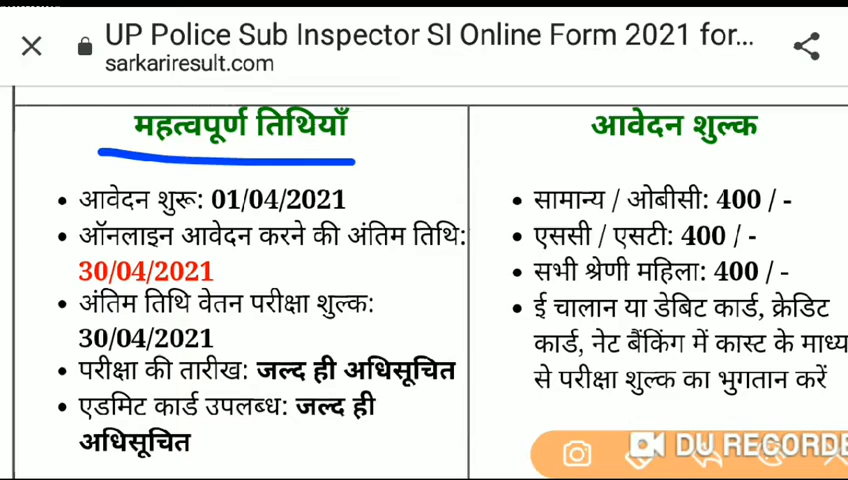 UP Police Sub Inspector SI Online Form 2021 for...
sarkariresult.com
महत्वपूर्ण तिथियाँ
आवेदन शुरू: 01/04/2021
ऑनलाइन आवेदन करने की अंतिम तिथि:
30/04/2021
अंतिम तिथि वेतन परीक्षा शुल्क:
30/04/2021
परीक्षा की तारीख: जल्द ही अधिसूचित
एडमिट कार्ड उपलब्ध: जल्द ही
अधिसूचित
आवेदन शुल्क
सामान्य / ओबीसी: 400 / -
एससी / एसटी: 400 / -
सभी श्रेणी महिला: 400 / -
ई चालान या डेबिट कार्ड, क्रेडिट
कार्ड, नेट बैंकिंग में कास्ट के माध्य
से परीक्षा शुल्क का भुगतान करें
DU RECORDE